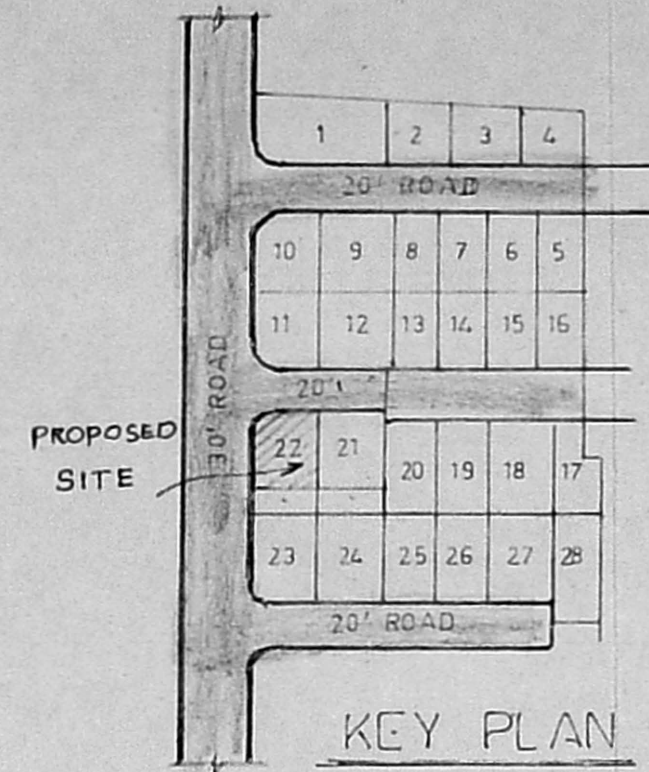 1 2 3 4
20' ROAD
10 9 8 7 6 5
11 12 13 14 15 16
20'
30' ROAD
PROPOSED
SITE
22 21 20 19 18 17
23 24 25 26 27 28
20' ROAD
KEY PLAN